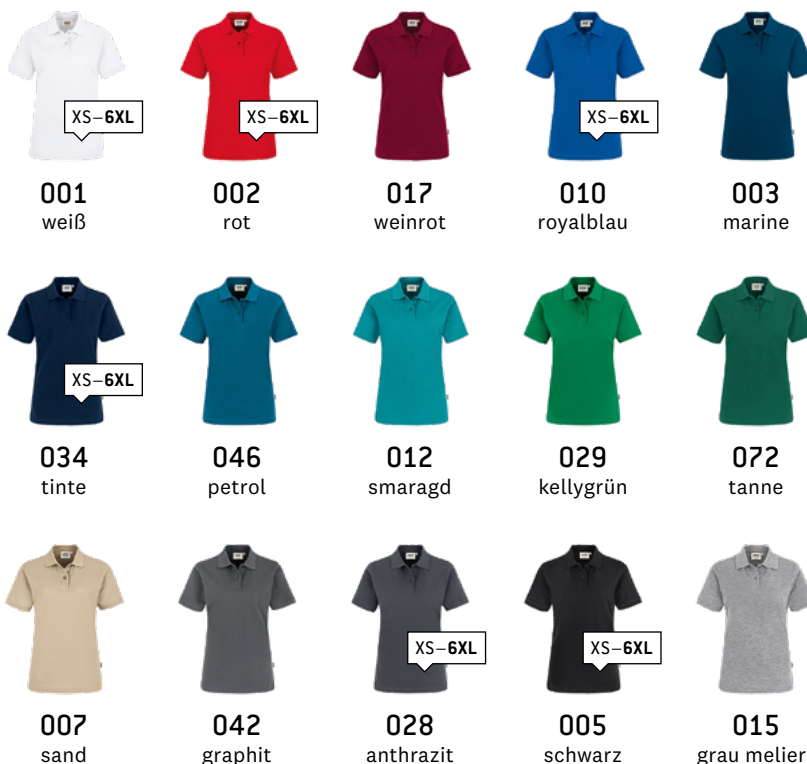 XS–6XL
XS–6XL
XS–6XL
001
002
017
010
003
weiß
rot
weinrot
royalblau
marine
XS–6XL
034
046
012
029
072
tinte
petrol
smaragd
kellygrün
tanne
XS–6XL
XS–6XL
007
042
028
005
015
sand
graphit
anthrazit
schwarz
grau melier